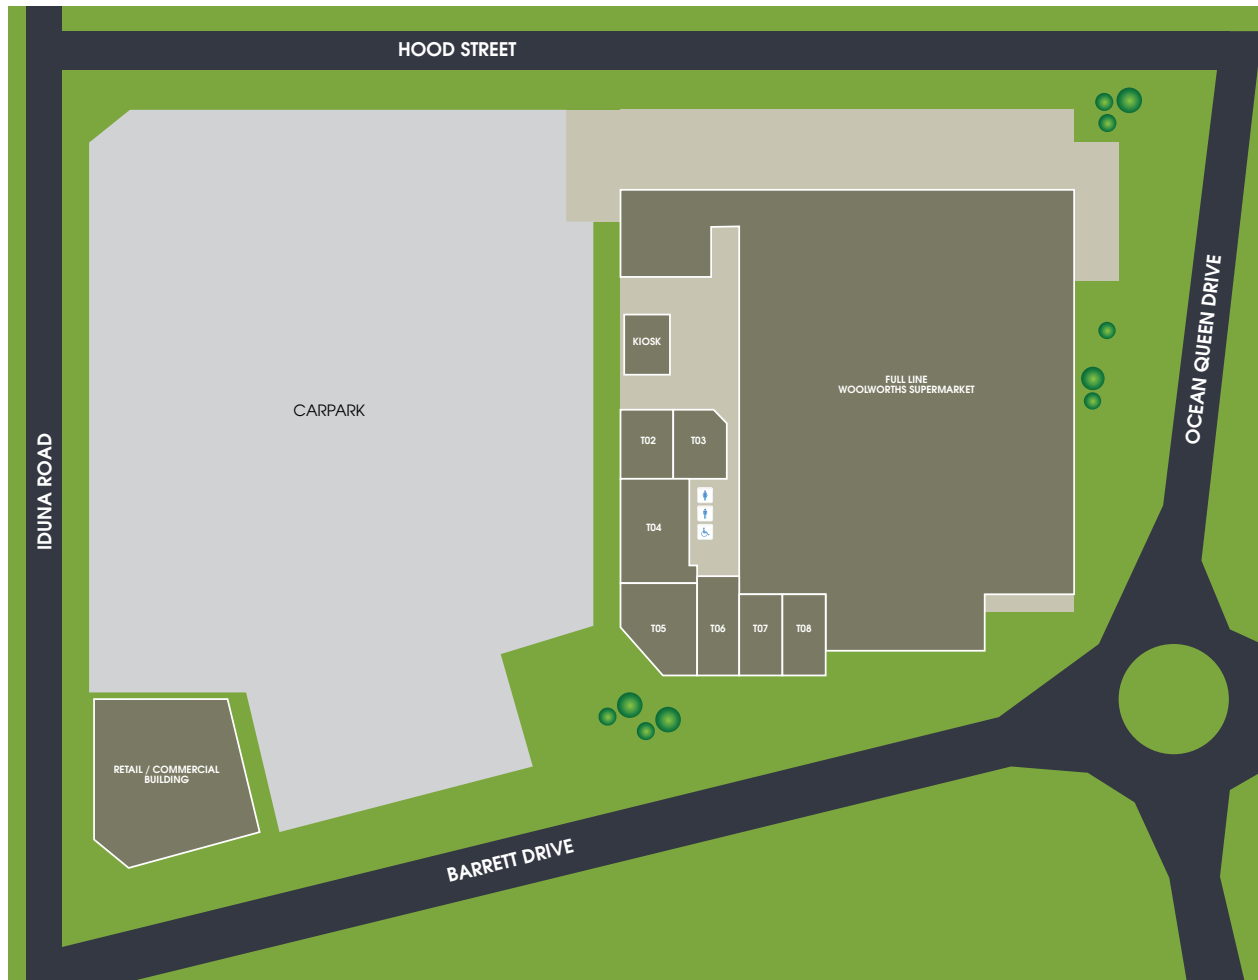 HOOD STREET
OCEAN QUEEN DRIVE
KIOSK
FULL LINE
WOOLWORTHS SUPERMARKET
CARPARK
IDUNA ROAD
T02
T03
T04
T05
T06
T07
T08
RETAIL / COMMERCIAL
BUILDING
BARRETT DRIVE